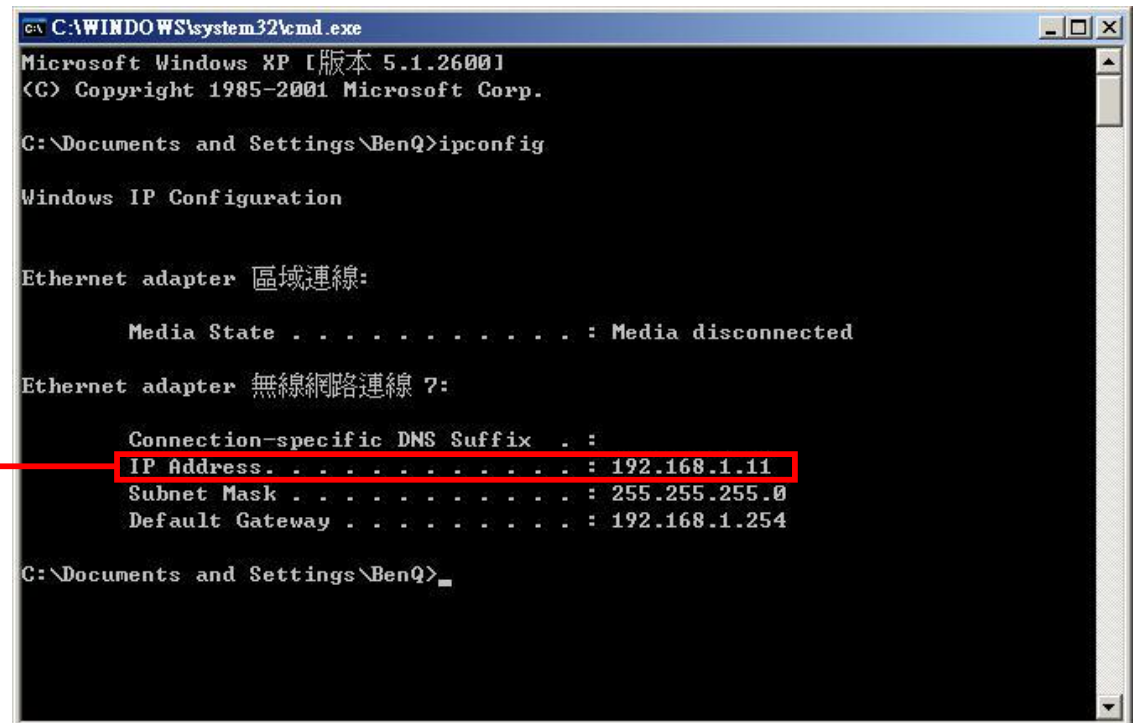 C:\WINDOWS\system32\cmd.exe
Microsoft Windows XP [版本 5.1.2600]
(C) Copyright 1985-2001 Microsoft Corp.
C:\Documents and Settings\BenQ>ipconfig
Windows IP Configuration
Ethernet adapter 區域連線:
Media State . . . . . . . . . . . : Media disconnected
Ethernet adapter 無線網路連線 7:
Connection-specific DNS Suffix  . :
IP Address. . . . . . . . . . . . : 192.168.1.11
Subnet Mask . . . . . . . . . . . : 255.255.255.0
Default Gateway . . . . . . . . . : 192.168.1.254
C:\Documents and Settings\BenQ>_